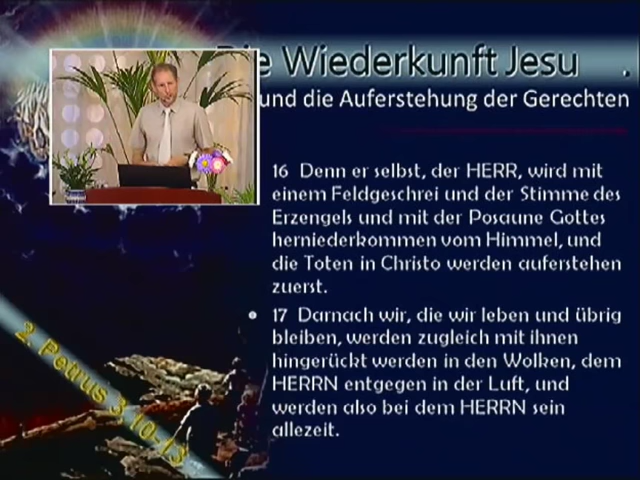 Die Wiederkunft Jesu
und die Auferstehung der Gerechten
16 Denn er selbst, der HERR, wird mit
einem Feldgeschrei und der Stimme des
Erzengels und mit der Posaune Gottes
herniederkommen vom Himmel, und
die Toten in Christo werden auferstehen
zuerst.
17 Darnach wir, die wir leben und übrig
bleiben, werden zugleich mit ihnen
hingerückt werden in den Wolken, dem
HERRN entgegen in der Luft, und
werden also bei dem HERRN sein
allezeit.
2. Petrus 3,10-13